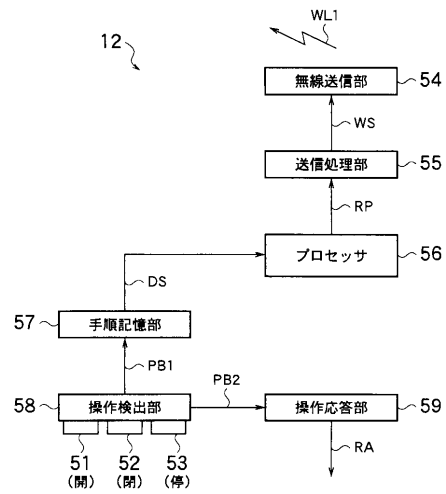 WL1
12
無線送信部 54
WS
送信処理部 55
RP
プロセッサ 56
DS
57 手順記憶部
PB1
PB2
58 操作検出部
操作応答部 59
51 52 53
(開) (閉) (停)
RA